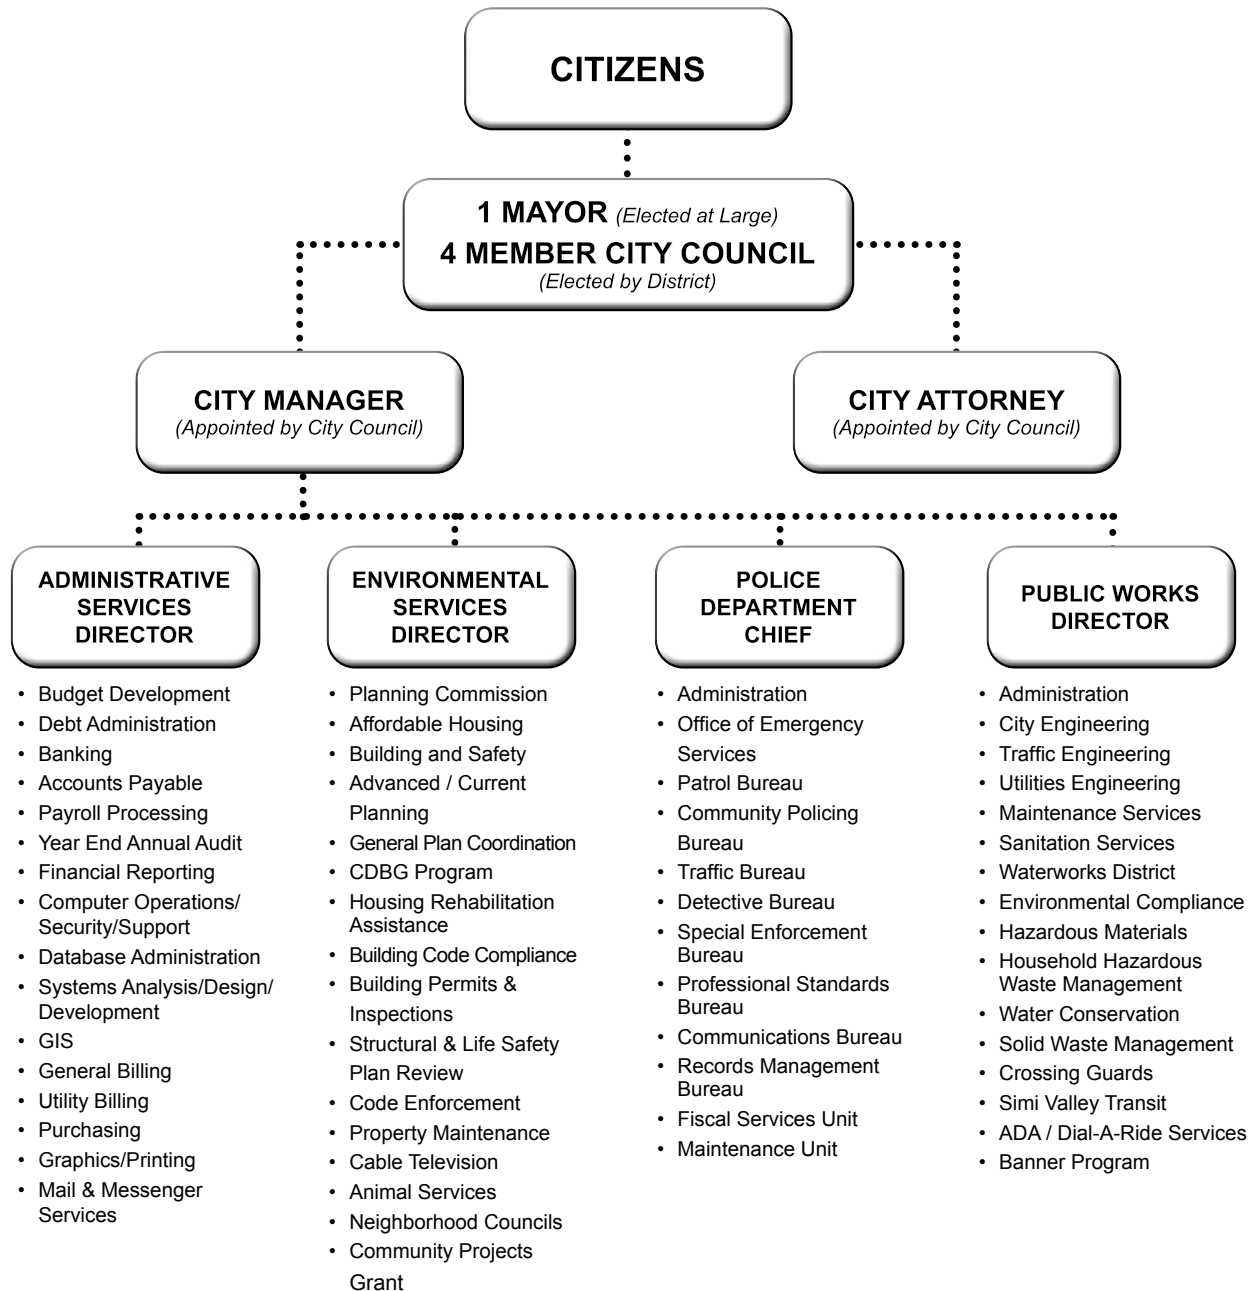 CITIZENS
1 MAYOR (Elected at Large)
4 MEMBER CITY COUNCIL
(Elected by District)
CITY MANAGER
(Appointed by City Council)
CITY ATTORNEY
(Appointed by City Council)
ADMINISTRATIVE
SERVICES
DIRECTOR
• Budget Development
• Debt Administration
• Banking
• Accounts Payable
• Payroll Processing
• Year End Annual Audit
• Financial Reporting
• Computer Operations/
Security/Support
• Database Administration
• Systems Analysis/Design/
Development
• GIS
• General Billing
• Utility Billing
• Purchasing
• Graphics/Printing
• Mail & Messenger
Services
ENVIRONMENTAL
SERVICES
DIRECTOR
• Planning Commission
• Affordable Housing
• Building and Safety
• Advanced / Current
Planning
• General Plan Coordination
• CDBG Program
• Housing Rehabilitation
Assistance
• Building Code Compliance
• Building Permits &
Inspections
• Structural & Life Safety
Plan Review
• Code Enforcement
• Property Maintenance
• Cable Television
• Animal Services
• Neighborhood Councils
• Community Projects
Grant
POLICE
DEPARTMENT
CHIEF
• Administration
• Office of Emergency
Services
• Patrol Bureau
• Community Policing
Bureau
• Traffic Bureau
• Detective Bureau
• Special Enforcement
Bureau
• Professional Standards
Bureau
• Communications Bureau
• Records Management
Bureau
• Fiscal Services Unit
• Maintenance Unit
PUBLIC WORKS
DIRECTOR
• Administration
• City Engineering
• Traffic Engineering
• Utilities Engineering
• Maintenance Services
• Sanitation Services
• Waterworks District
• Environmental Compliance
• Hazardous Materials
• Household Hazardous
Waste Management
• Water Conservation
• Solid Waste Management
• Crossing Guards
• Simi Valley Transit
• ADA / Dial-A-Ride Services
• Banner Program